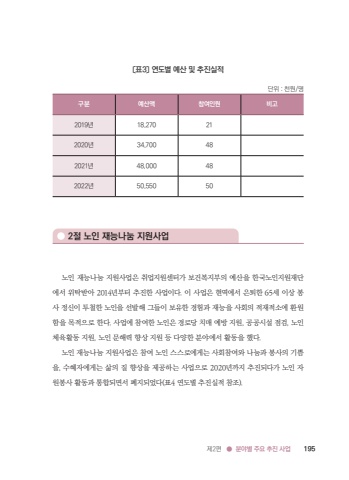 [표3] 연도별 예산 및 추진실적
단위 : 천원/명
구분 예산액 참여인원 비고
2019년 18,270 21
2020년 34,700 48
2021년 48,000 48
2022년 50,550 50
2절 노인 재능나눔 지원사업
노인 재능나눔 지원사업은 취업지원센터가 보건복지부의 예산을 한국노인자원재단
에서 위탁받아 2014년부터 추진한 사업이다. 이 사업은 현역에서 은퇴한 65세 이상 봉
사 정신이 투철한 노인을 선발해 그들이 보유한 경험과 재능을 사회의 적재적소에 환원
함을 목적으로 한다. 사업에 참여한 노인은 경로당 치매 예방 지원, 공공시설 점검, 노인
체육활동 지원, 노인 문해력 향상 지원 등 다양한 분야에서 활동을 했다.
노인 재능나눔 지원사업은 참여 노인 스스로에게는 사회참여와 나눔과 봉사의 기쁨
을, 수혜자에게는 삶의 질 향상을 제공하는 사업으로 2020년까지 추진되다가 노인 자
원봉사 활동과 통합되면서 폐지되었다(표4 연도별 추진실적 참조).
제2편 ● 분야별 주요 추진 사업 195